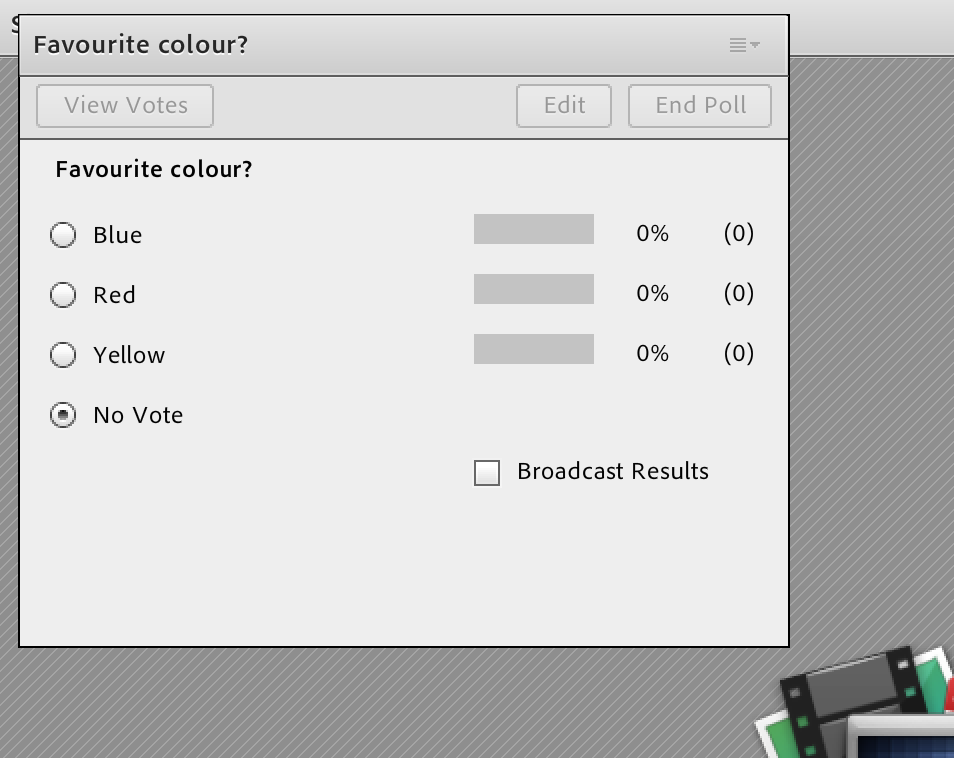 Favourite colour?
View Votes Edit End Poll
Favourite colour?
Blue 0% (0)
Red 0% (0)
Yellow 0% (0)
No Vote
Broadcast Results